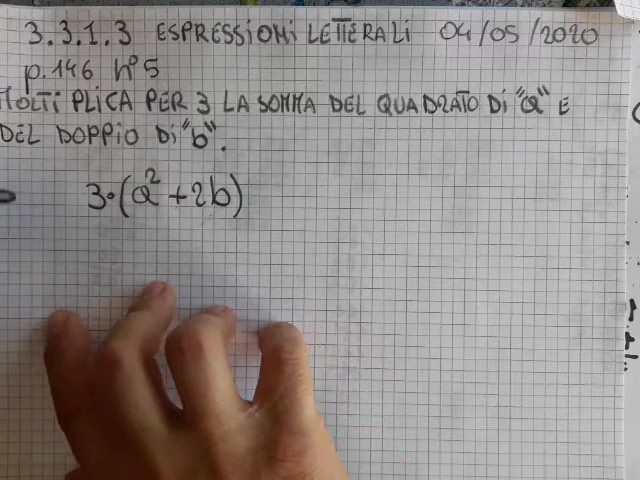 3.3.1.3 ESPRESSIONI LETTERALI 04/05/2020
p.146 n°5
MOLTIPLICA PER 3 LA SOMMA DEL QUADRATO DI "a" E
DEL DOPPIO DI "b".
3•(a²+2b)